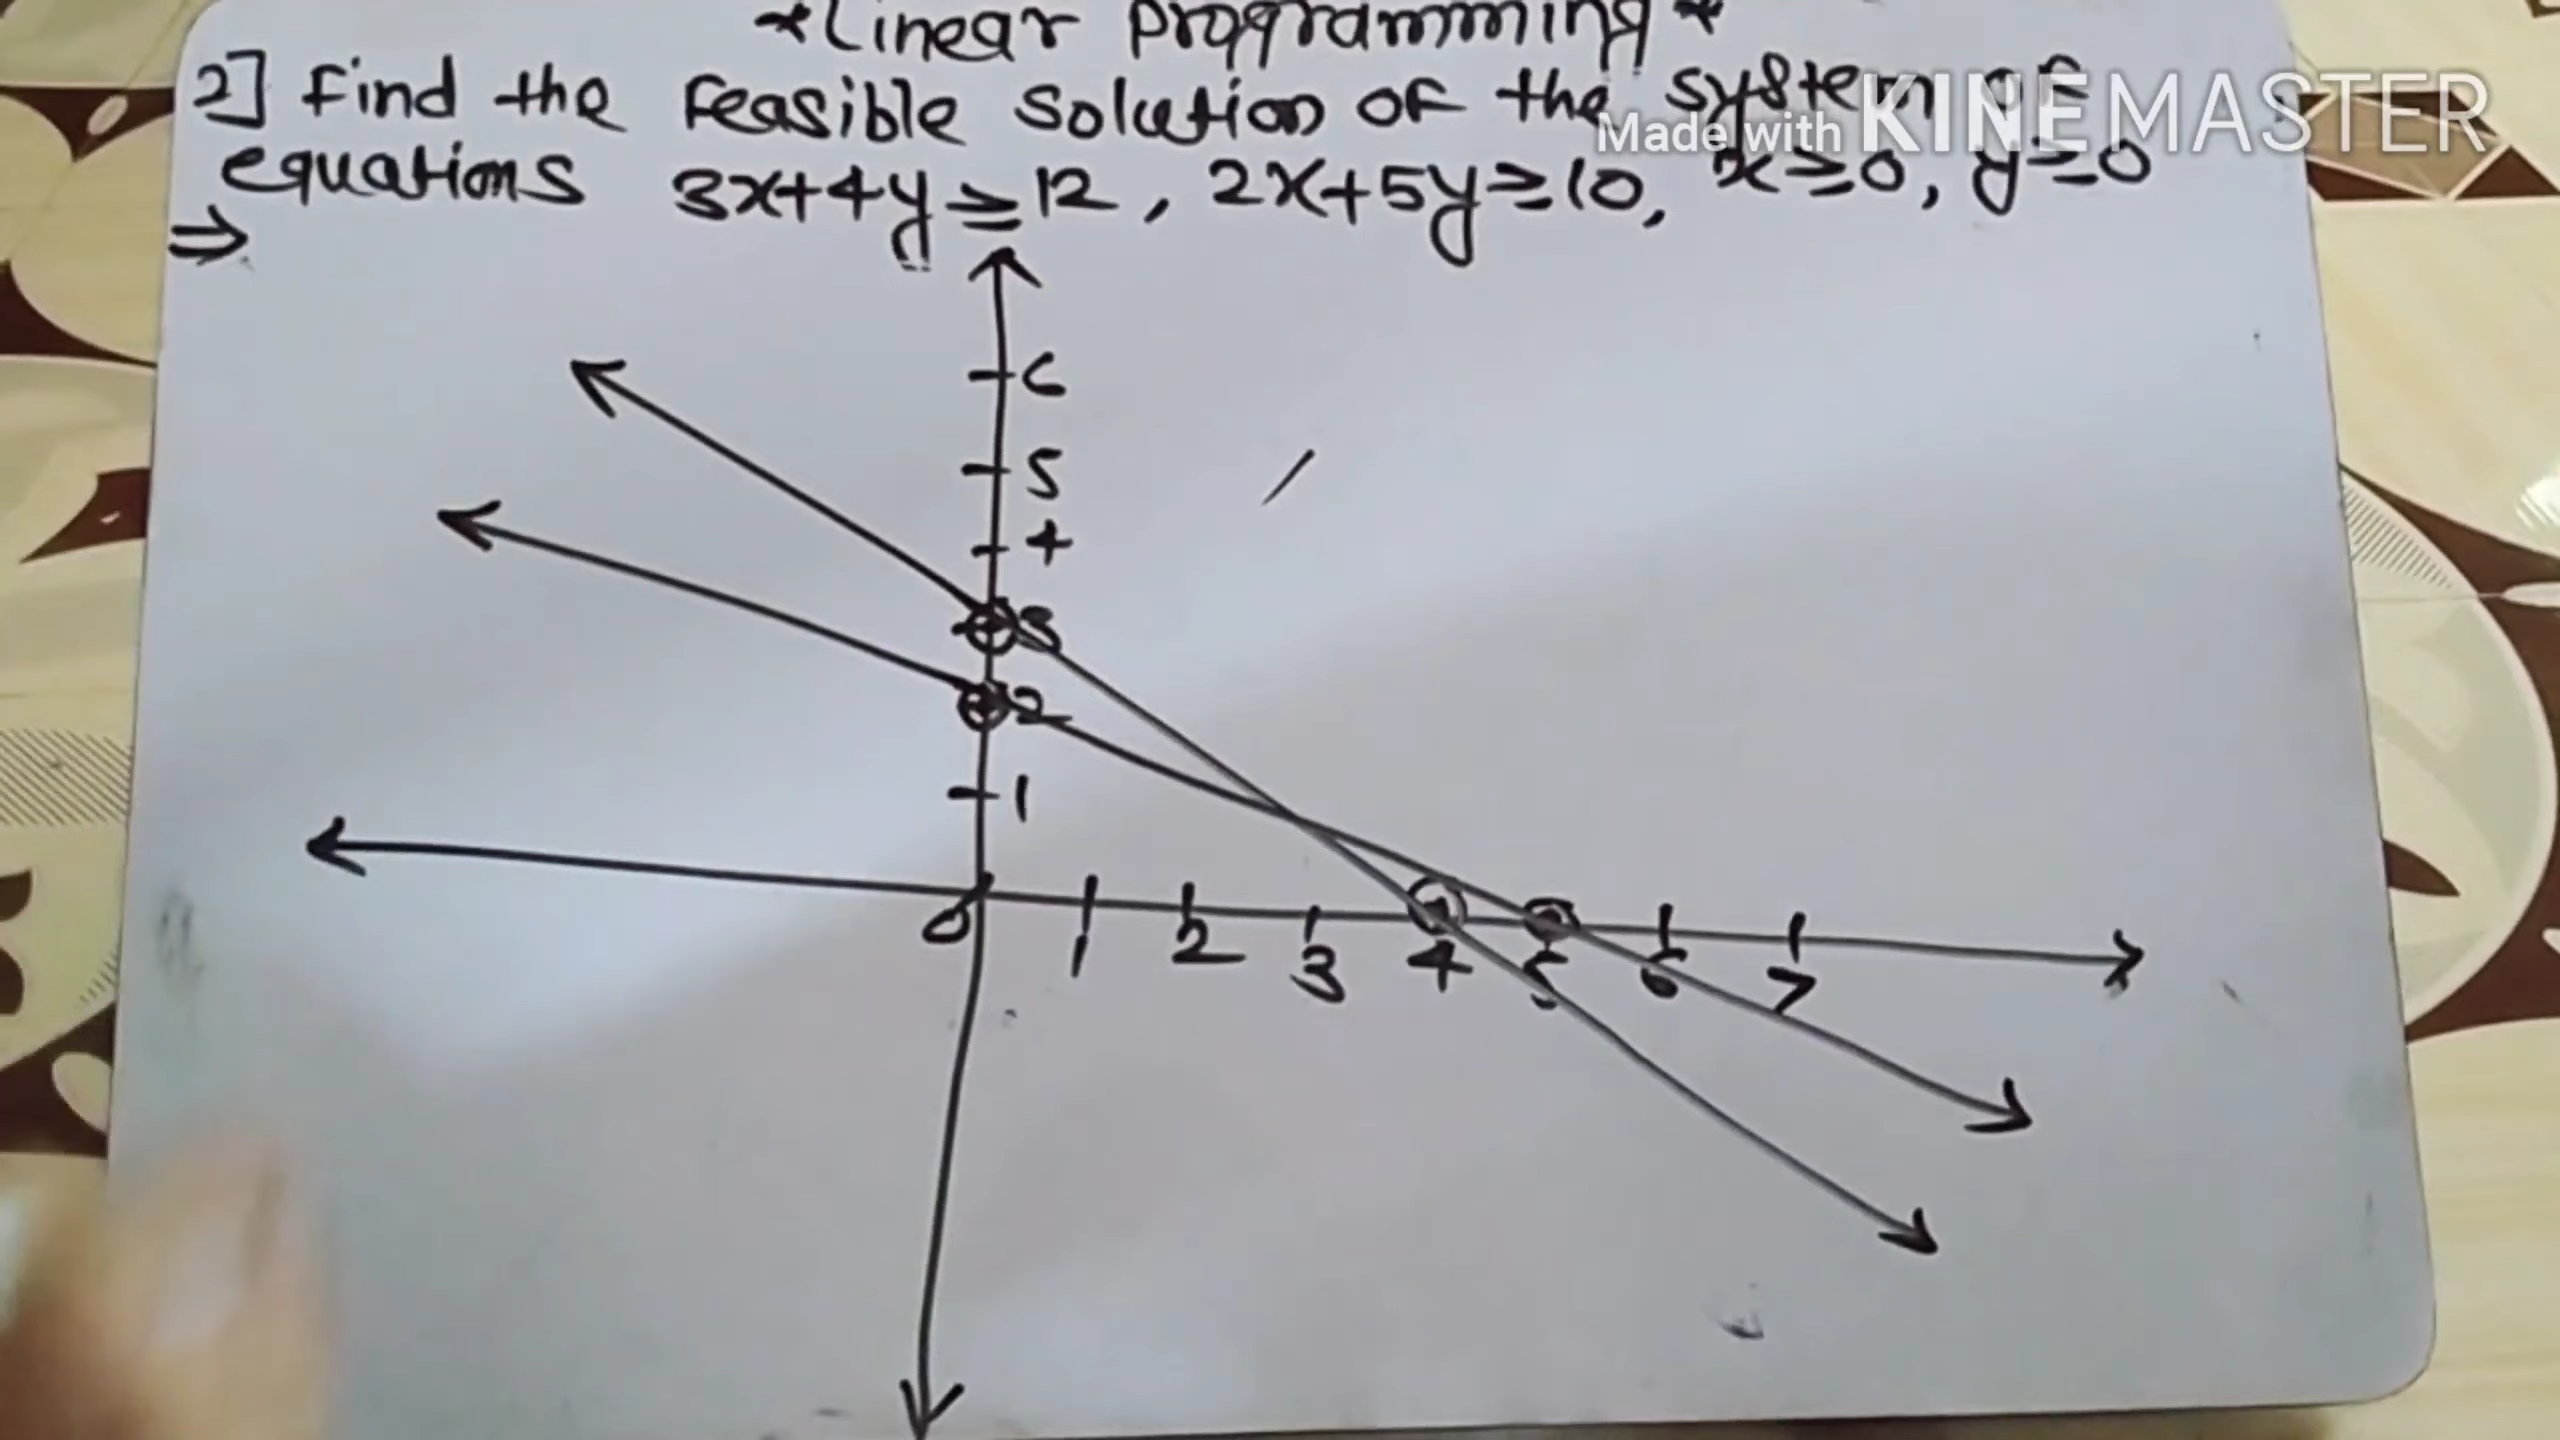 *Linear Programming*
2] Find the feasible solution of the system of
Made with KINEMASTER
equations 3x+4y≥12, 2x+5y≥10, x≥0, y≥0
⇒
6
5
4
3
2
1
0 1 2 3 4 5 6 7